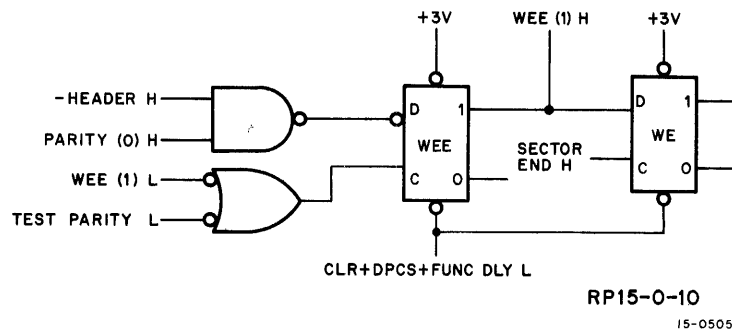 +3V
WEE (1) H
+3V
-HEADER H
PARITY (0) H
D
1
WEE
C
0
D
1
WE
C
0
SECTOR
END H
WEE (1) L
TEST PARITY L
CLR+DPCS+FUNC DLY L
RP15-0-10
15-0505